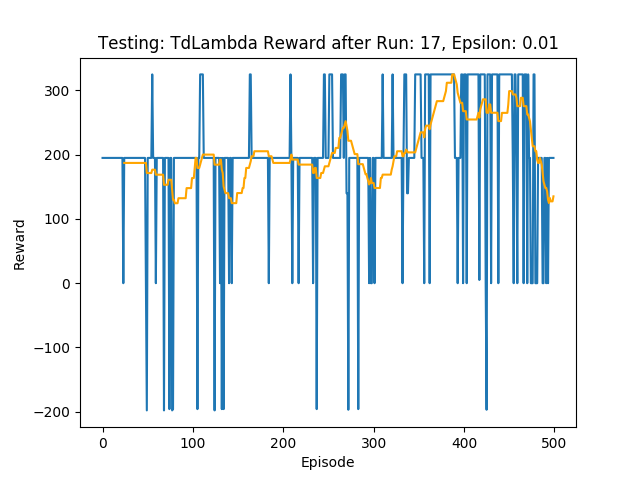 Testing: TdLambda Reward after Run: 17, Epsilon: 0.01
300
200
100
0
−100
−200
Reward
0 100 200 300 400 500
Episode